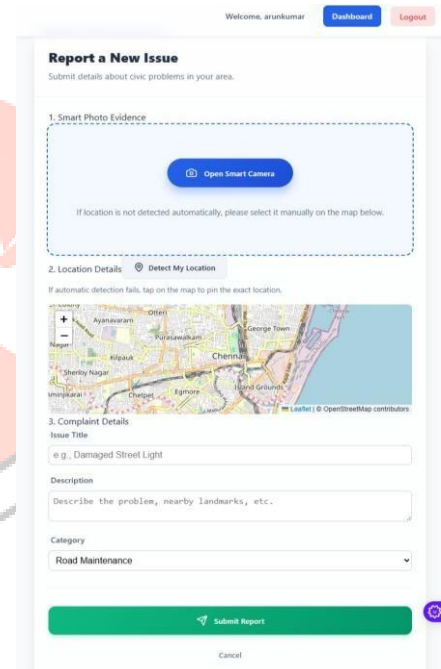 Welcome, arunkumar Dashboard Logout
Report a New Issue
Submit details about civic problems in your area.
1. Smart Photo Evidence
Open Smart Camera
If location is not detected automatically, please select it manually on the map below.
2. Location Details Detect My Location
If automatic detection fails, tap on the map to pin the exact location.
Otteri
+ Ayanavaram
Purasawalkam George Town
− Nagar
Kilpauk Chennai
Shenoy Nagar
Egmore Island Grounds
Aminjikarai Chetpet
Leaflet | © OpenStreetMap contributors
3. Complaint Details
Issue Title
e.g., Damaged Street Light
Description
Describe the problem, nearby landmarks, etc.
Category
Road Maintenance
Submit Report
Cancel